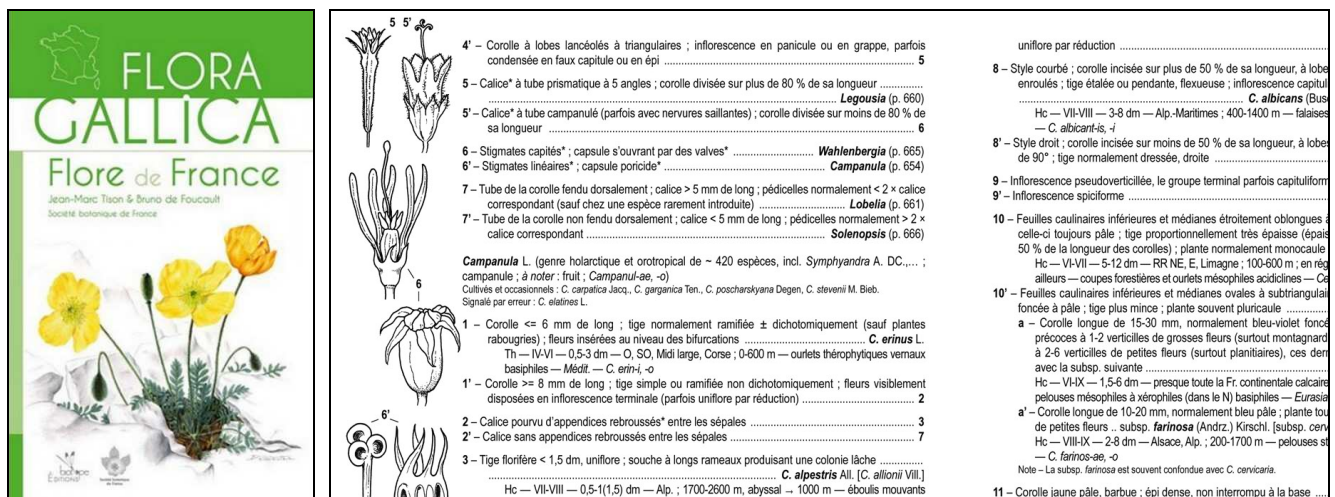 FLORA
GALLICA
Flore de France
Jean-Marc Tison & Bruno de Foucault
Société botanique de France
5 5'
4' – Corolle à lobes lancéolés à triangulaires ; inflorescence en panicule ou en grappe, parfois
condensée en faux capitule ou en épi ........ 5
5 – Calice* à tube prismatique à 5 angles ; corolle divisée sur plus de 80 % de sa longueur ........
........ Legousia (p. 660)
5' – Calice* à tube campanulé (parfois avec nervures saillantes) ; corolle divisée sur moins de 80 % de
sa longueur ........ 6
6 – Stigmates capités* ; capsule s'ouvrant par des valves* ........ Wahlenbergia (p. 665)
6' – Stigmates linéaires* ; capsule poricide* ........ Campanula (p. 654)
7 – Tube de la corolle fendu dorsalement ; calice > 5 mm de long ; pédicelles normalement < 2 × calice
correspondant (sauf chez une espèce rarement introduite) ........ Lobelia (p. 661)
7' – Tube de la corolle non fendu dorsalement ; calice < 5 mm de long ; pédicelles normalement > 2 ×
calice correspondant ........ Solenopsis (p. 666)
Campanula L. (genre holarctique et orotropical de ~ 420 espèces, incl. Symphyandra A. DC.,… ;
campanule ; à noter : fruit ; Campanul-ae, -o)
Cultivés et occasionnels : C. carpatica Jacq., C. garganica Ten., C. poscharskyana Degen, C. stevenii M. Bieb.
Signalé par erreur : C. elatines L.
6
1 – Corolle <= 6 mm de long ; tige normalement ramifiée ± dichotomiquement (sauf plantes
rabougries) ; fleurs insérées au niveau des bifurcations ........ C. erinus L.
Th — IV-VI — 0,5-3 dm — O, SO, Midi large, Corse ; 0-600 m — ourlets thérophytiques vernaux
basiphiles — Médit. — C. erin-i, -o
1' – Corolle >= 8 mm de long ; tige simple ou ramifiée non dichotomiquement ; fleurs visiblement
disposées en inflorescence terminale (parfois uniflore par réduction) ........ 2
6'
2 – Calice pourvu d'appendices rebroussés* entre les sépales ........ 3
2' – Calice sans appendices rebroussés entre les sépales ........ 7
3 – Tige florifère < 1,5 dm, uniflore ; souche à longs rameaux produisant une colonie lâche ........
........ C. alpestris All. [C. allionii Vill.]
Hc — VII-VIII — 0,5-1(1,5) dm — Alp. ; 1700-2600 m, abyssal → 1000 m — éboulis mouvants
uniflore par réduction ........
8 – Style courbé ; corolle incisée sur plus de 50 % de sa longueur, à lobe
enroulés ; tige étalée ou pendante, flexueuse ; inflorescence capitul
........ C. albicans (Bus
Hc — VII-VIII — 3-8 dm — Alp.-Maritimes ; 400-1400 m — falaises
— C. albicant-is, -i
8' – Style droit ; corolle incisée sur moins de 50 % de sa longueur, à lobe
de 90° ; tige normalement dressée, droite ........
9 – Inflorescence pseudoverticillée, le groupe terminal parfois capituliform
9' – Inflorescence spiciforme ........
10 – Feuilles caulinaires inférieures et médianes étroitement oblongues à
celle-ci toujours pâle ; tige proportionnellement très épaisse (épais
50 % de la longueur des corolles) ; plante normalement monocaule
Hc — VI-VII — 5-12 dm — RR NE, E, Limagne ; 100-600 m ; en rég
ailleurs — coupes forestières et ourlets mésophiles acidiclines — Ce
10' – Feuilles caulinaires inférieures et médianes ovales à subtriangulai
foncée à pâle ; tige plus mince ; plante souvent pluricaule ........
a – Corolle longue de 15-30 mm, normalement bleu-violet foncé
précoces à 1-2 verticilles de grosses fleurs (surtout montagnard
à 2-6 verticilles de petites fleurs (surtout planitiaires), ces dern
avec la subsp. suivante ........
Hc — VI-IX — 1,5-6 dm — presque toute la Fr. continentale calcaire
pelouses mésophiles à xérophiles (dans le N) basiphiles — Eurasia
a' – Corolle longue de 10-20 mm, normalement bleu pâle ; plante tou
de petites fleurs .. subsp. farinosa (Andrz.) Kirschl. [subsp. cerv
Hc — VIII-IX — 2-8 dm — Alsace, Alp. ; 200-1700 m — pelouses st
— C. farinos-ae, -o
Note – La subsp. farinosa est souvent confondue avec C. cervicaria.
11 – Corolle jaune pâle, barbue ; épi dense, non interrompu à la base ....